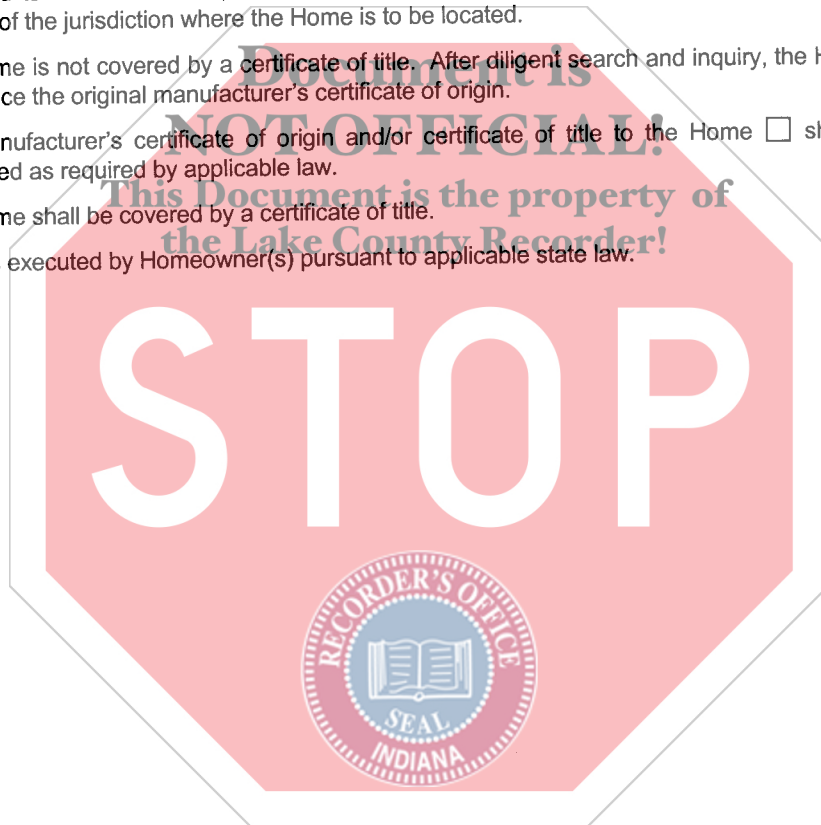 of the jurisdiction where the Home is to be located.
me is not covered by a certificate of title. After diligent search and inquiry, the H
ce the original manufacturer's certificate of origin.
nufacturer's certificate of origin and/or certificate of title to the Home ☐ sh
ed as required by applicable law.
me shall be covered by a certificate of title.
executed by Homeowner(s) pursuant to applicable state law.
Document is
NOT OFFICIAL!
This Document is the property of
the Lake County Recorder!
STOP
RECORDER'S OFFICE
SEAL
INDIANA